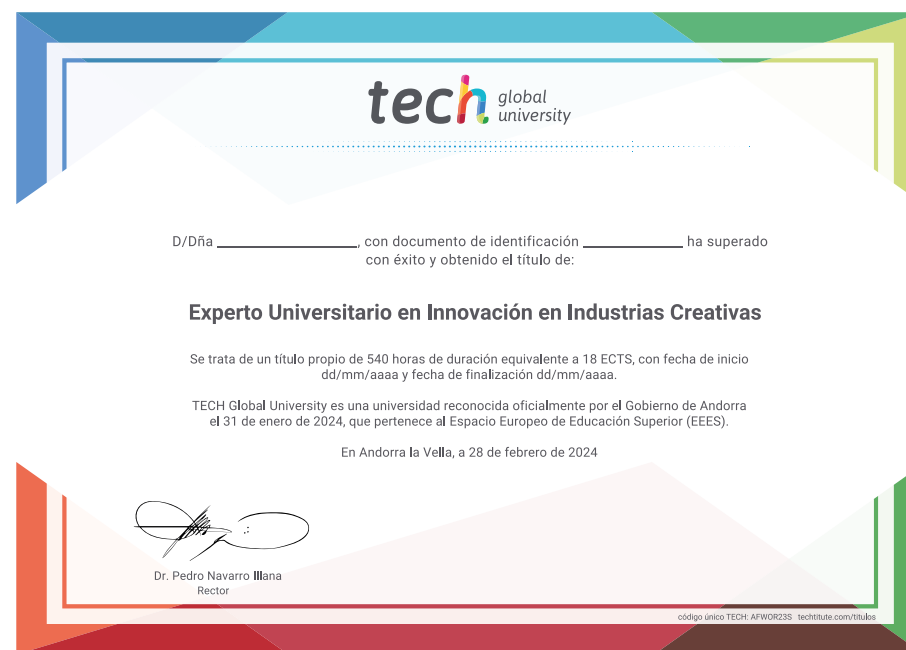 tech global university
D/Dña ____________, con documento de identificación ____________ ha superado
con éxito y obtenido el título de:
Experto Universitario en Innovación en Industrias Creativas
Se trata de un título propio de 540 horas de duración equivalente a 18 ECTS, con fecha de inicio
dd/mm/aaaa y fecha de finalización dd/mm/aaaa.
TECH Global University es una universidad reconocida oficialmente por el Gobierno de Andorra
el 31 de enero de 2024, que pertenece al Espacio Europeo de Educación Superior (EEES).
En Andorra la Vella, a 28 de febrero de 2024
Dr. Pedro Navarro Illana
Rector
código único TECH: AFWOR23S techtitute.com/titulos